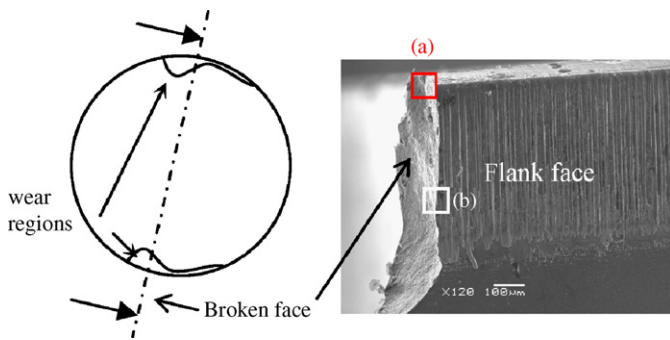 wear
regions
Broken face
(a)
Flank face
(b)
X120 100μm